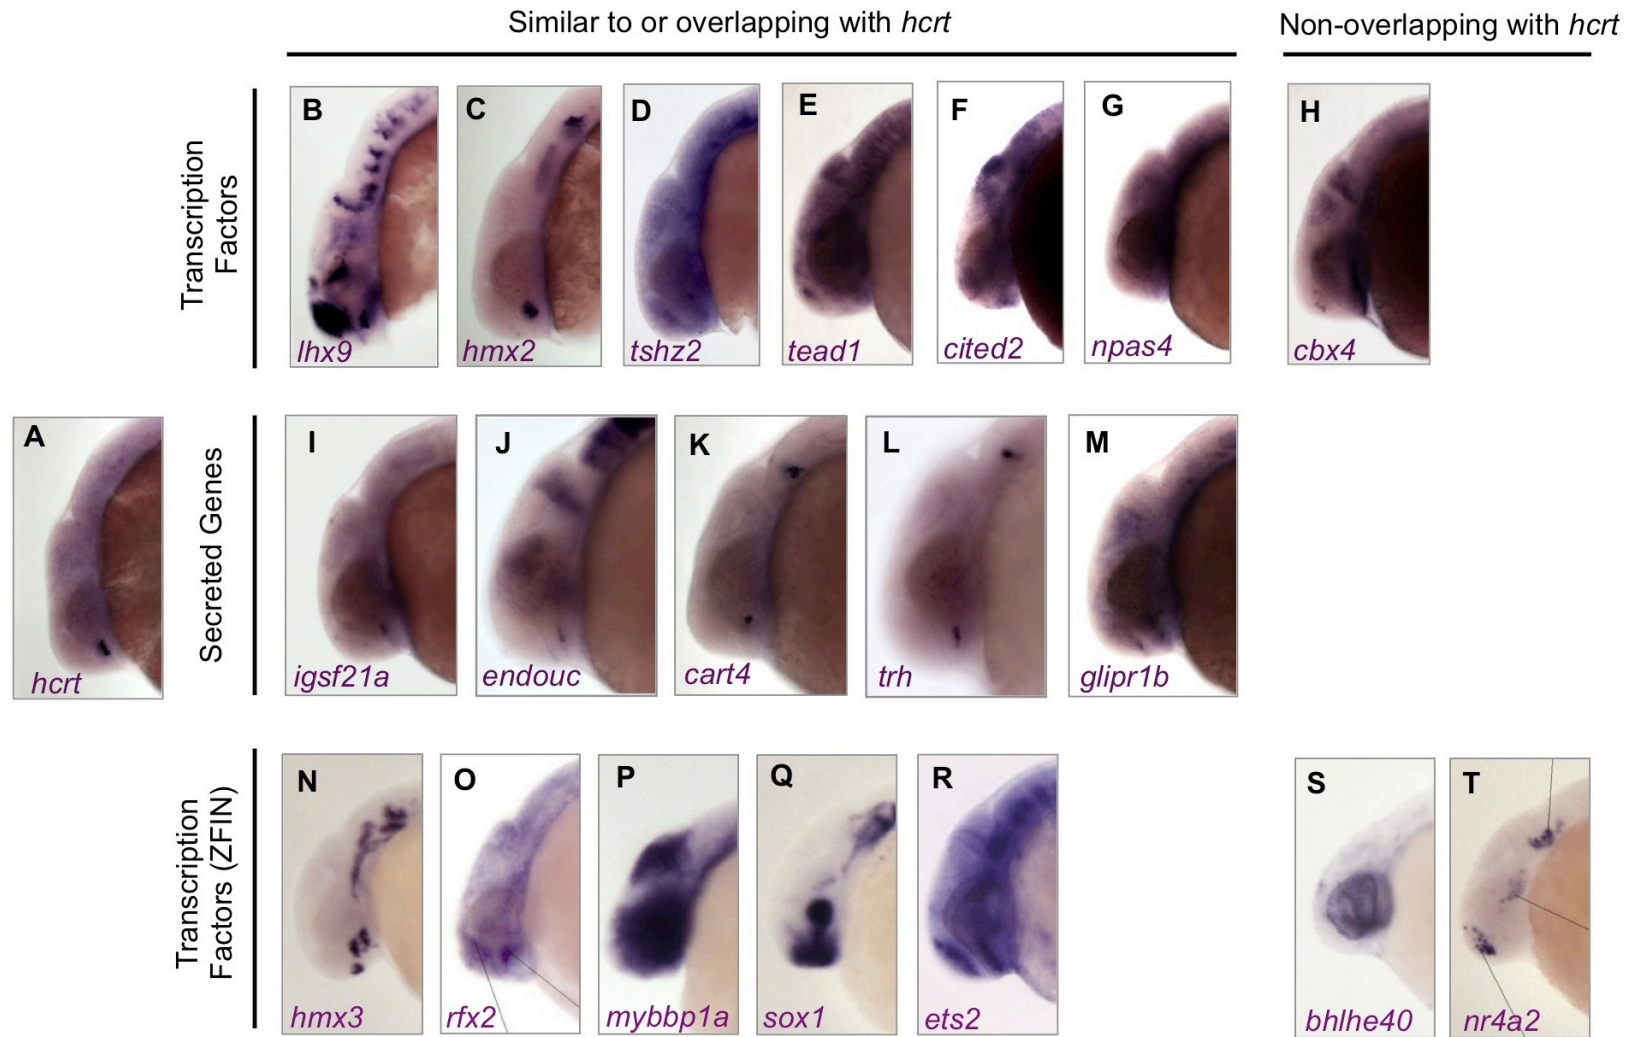 Similar to or overlapping with hcrt
Non-overlapping with hcrt
Transcription
Factors
B
lhx9
C
hmx2
D
tshz2
E
tead1
F
cited2
G
npas4
H
cbx4
A
hcrt
Secreted Genes
I
igsf21a
J
endouc
K
cart4
L
trh
M
glipr1b
Transcription
Factors (ZFIN)
N
hmx3
O
rfx2
P
mybbp1a
Q
sox1
R
ets2
S
bhlhe40
T
nr4a2